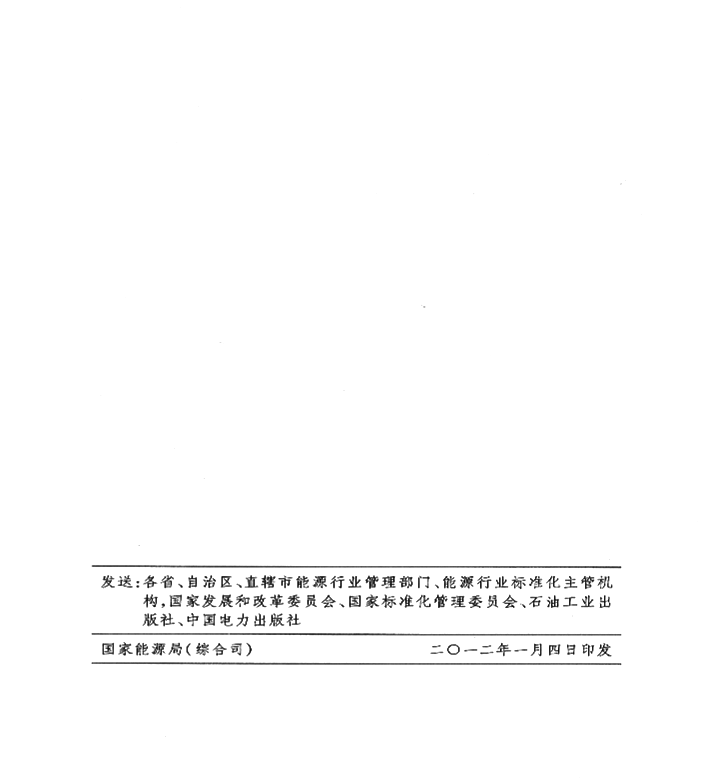 发送:各省、自治区、直辖市能源行业管理部门、能源行业标准化主管机
构,国家发展和改革委员会、国家标准化管理委员会、石油工业出
版社、中国电力出版社
国家能源局(综合司) 二〇一二年一月四日印发